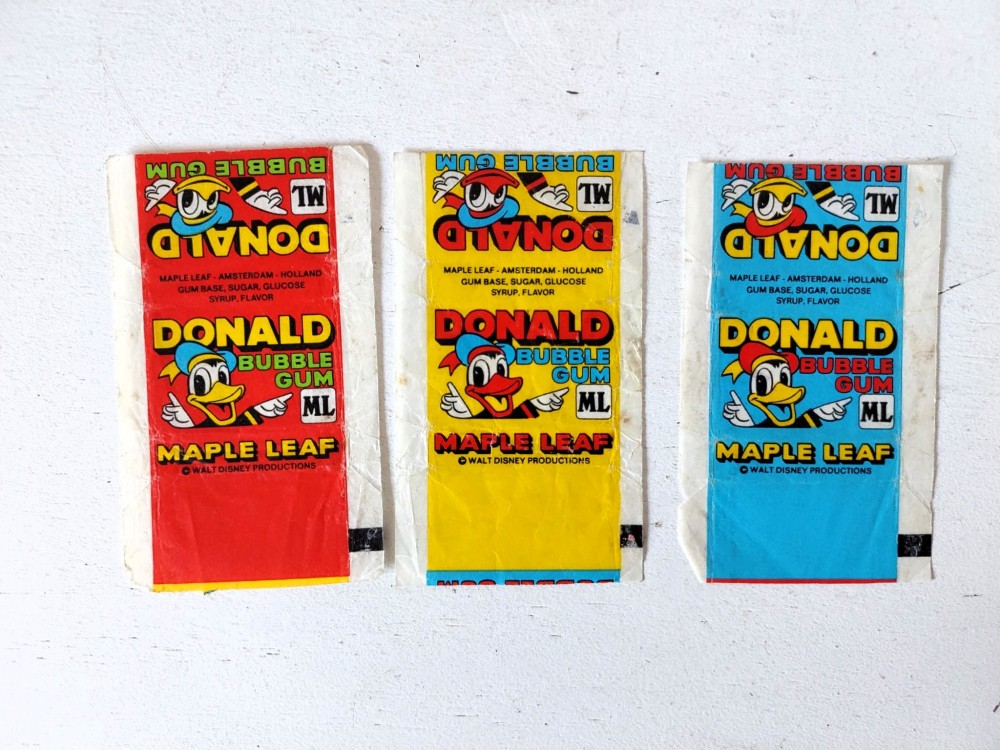 BUBBLE GUM
ML
DONALD
MAPLE LEAF - AMSTERDAM - HOLLAND
GUM BASE, SUGAR, GLUCOSE
SYRUP, FLAVOR
DONALD
BUBBLE
GUM
ML
MAPLE LEAF
© WALT DISNEY PRODUCTIONS
BUBBLE GUM
ML
DONALD
MAPLE LEAF - AMSTERDAM - HOLLAND
GUM BASE, SUGAR, GLUCOSE
SYRUP, FLAVOR
DONALD
BUBBLE
GUM
ML
MAPLE LEAF
© WALT DISNEY PRODUCTIONS
BUBBLE GUM
BUBBLE GUM
ML
DONALD
MAPLE LEAF - AMSTERDAM - HOLLAND
GUM BASE, SUGAR, GLUCOSE
SYRUP, FLAVOR
DONALD
BUBBLE
GUM
ML
MAPLE LEAF
© WALT DISNEY PRODUCTIONS